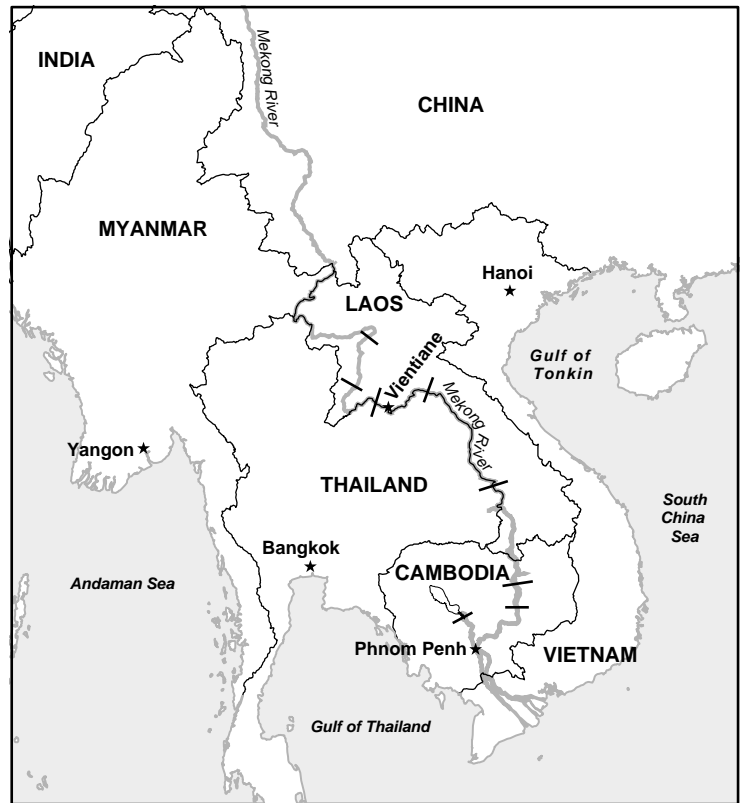 INDIA
Mekong River
CHINA
MYANMAR
Hanoi
LAOS
Gulf of
Tonkin
Vientiane
Mekong River
Yangon
THAILAND
South
China
Sea
Bangkok
CAMBODIA
Andaman Sea
Phnom Penh
VIETNAM
Gulf of Thailand